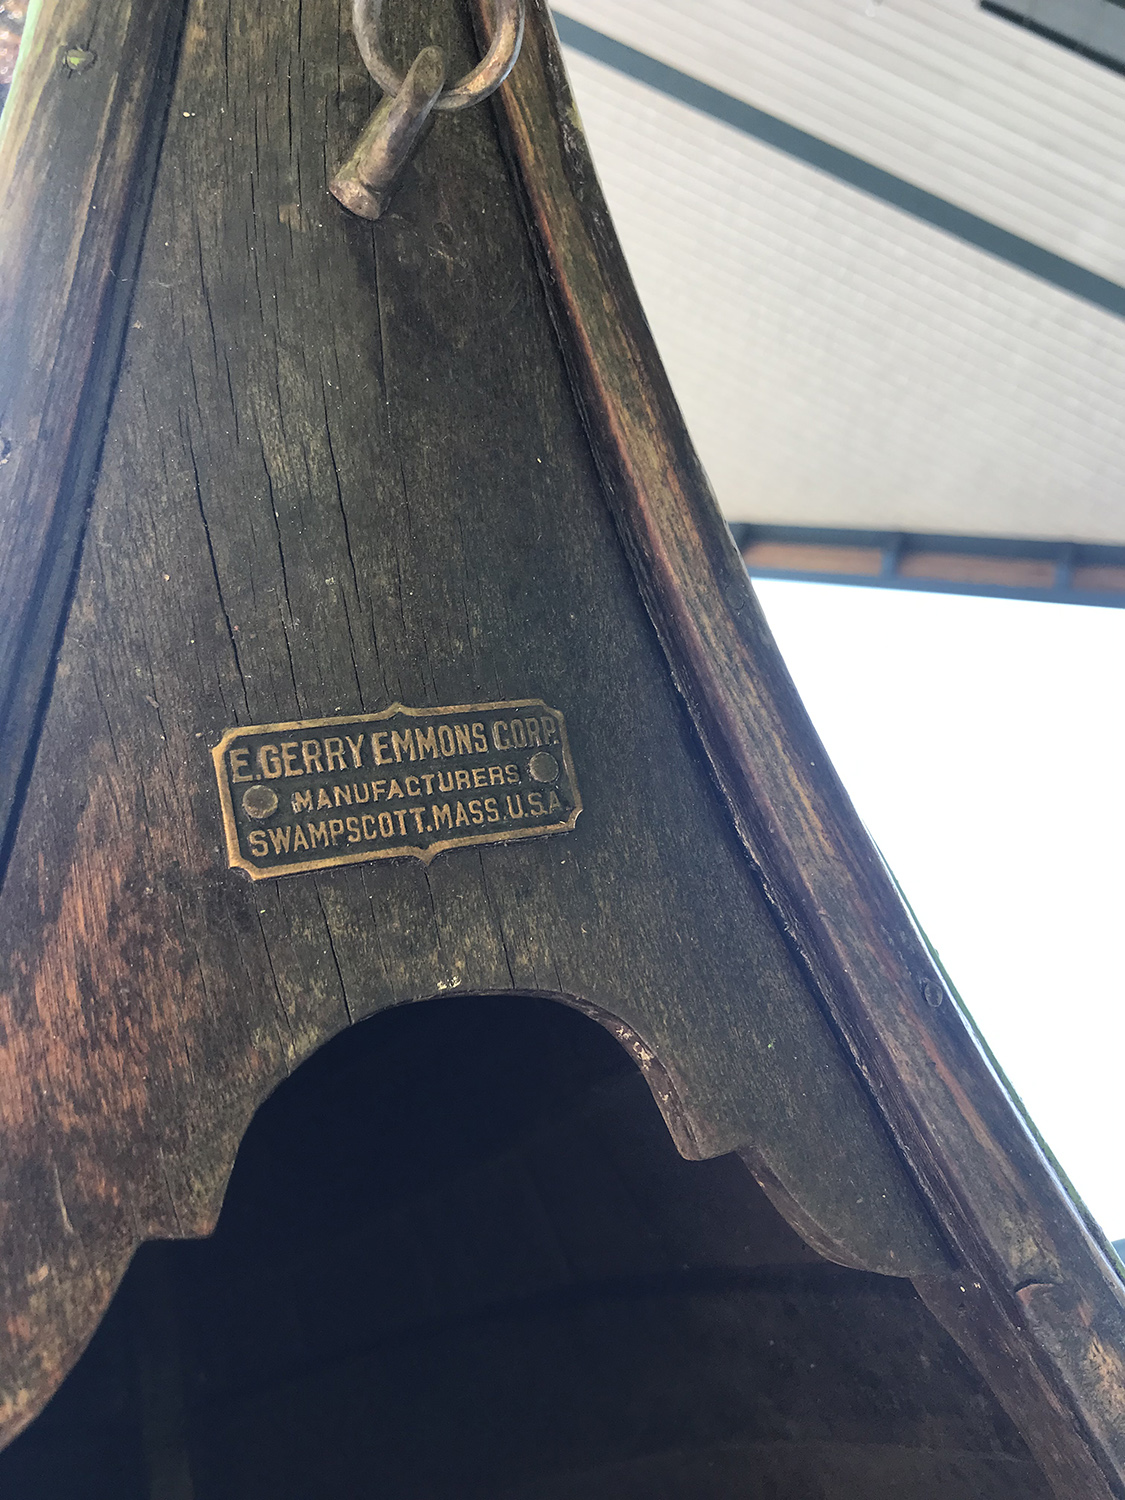 E. GERRY EMMONS CORP.
MANUFACTURERS
SWAMPSCOTT. MASS. U.S.A.